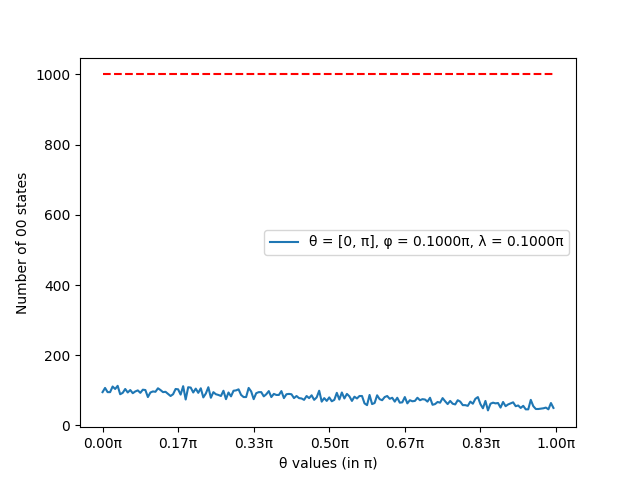 1000
800
600
400
200
0
Number of 00 states
θ = [0, π], φ = 0.1000π, λ = 0.1000π
0.00π 0.17π 0.33π 0.50π 0.67π 0.83π 1.00π
θ values (in π)